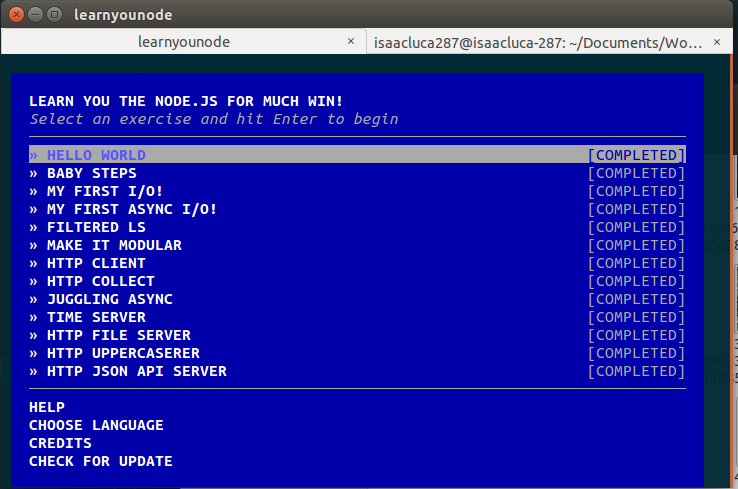 learnyounode
learnyounode × isaacluca287@isaacluca-287: ~/Documents/Wo... ×
LEARN YOU THE NODE.JS FOR MUCH WIN!
Select an exercise and hit Enter to begin
» HELLO WORLD [COMPLETED]
» BABY STEPS [COMPLETED]
» MY FIRST I/O! [COMPLETED]
» MY FIRST ASYNC I/O! [COMPLETED]
» FILTERED LS [COMPLETED]
» MAKE IT MODULAR [COMPLETED]
» HTTP CLIENT [COMPLETED]
» HTTP COLLECT [COMPLETED]
» JUGGLING ASYNC [COMPLETED]
» TIME SERVER [COMPLETED]
» HTTP FILE SERVER [COMPLETED]
» HTTP UPPERCASERER [COMPLETED]
» HTTP JSON API SERVER [COMPLETED]
HELP
CHOOSE LANGUAGE
CREDITS
CHECK FOR UPDATE